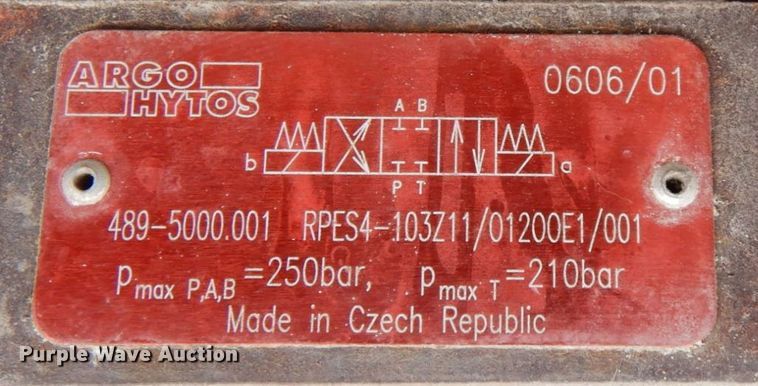 ARGO
HYTOS
0606/01
A B
b a
P T
489-5000.001 RPES4-103Z11/01200E1/001
pmax P,A,B =250bar, pmax T =210bar
Made in Czech Republic
Purple Wave Auction